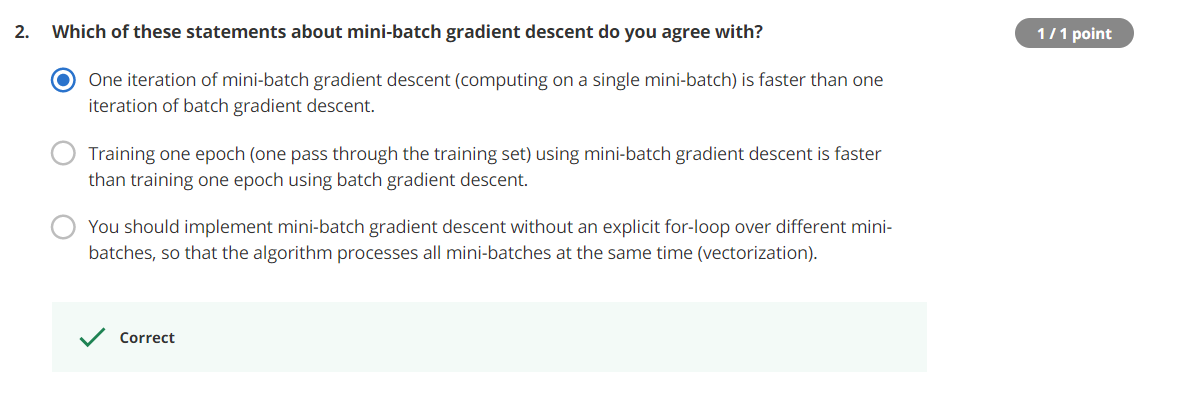 2. Which of these statements about mini-batch gradient descent do you agree with?
1 / 1 point
One iteration of mini-batch gradient descent (computing on a single mini-batch) is faster than one
iteration of batch gradient descent.
Training one epoch (one pass through the training set) using mini-batch gradient descent is faster
than training one epoch using batch gradient descent.
You should implement mini-batch gradient descent without an explicit for-loop over different mini-
batches, so that the algorithm processes all mini-batches at the same time (vectorization).
Correct